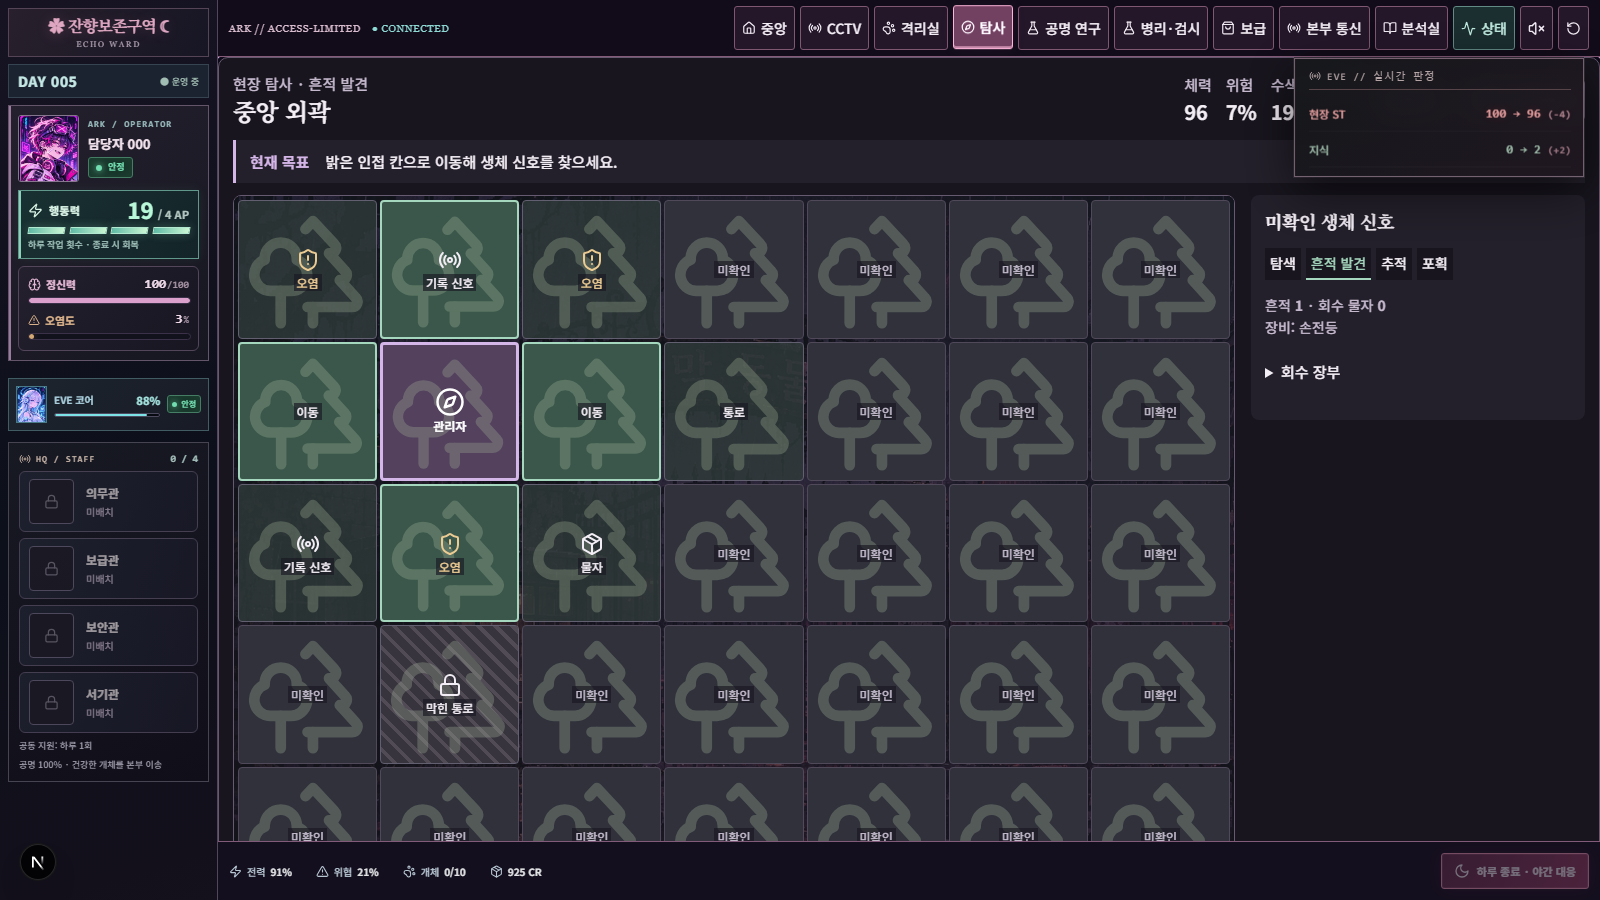 잔향보존구역
ECHO WARD
DAY 005
운영 중
ARK / OPERATOR
담당자 000
안정
행동력
19 / 4 AP
하루 작업 횟수 · 종료 시 회복
정신력
100/100
오염도
3%
EVE 코어
88%
안정
HQ / STAFF
0 / 4
의무관
미배치
보급관
미배치
보안관
미배치
서기관
미배치
공동 지원: 하루 1회
공명 100% · 건강한 개체를 본부 이송
N
ARK // ACCESS-LIMITED
CONNECTED
중앙
CCTV
격리실
탐사
공명 연구
병리·검시
보급
본부 통신
분석실
상태
현장 탐사 · 흔적 발견
중앙 외곽
체력
96
위험
7%
수색
19
EVE // 실시간 판정
현장 ST
100 → 96 (-4)
지식
0 → 2 (+2)
현재 목표
밝은 인접 칸으로 이동해 생체 신호를 찾으세요.
오염
기록 신호
오염
미확인
미확인
미확인
미확인
이동
관리자
이동
통로
미확인
미확인
미확인
기록 신호
오염
물자
미확인
미확인
미확인
미확인
미확인
막힌 통로
미확인
미확인
미확인
미확인
미확인
미확인
미확인
미확인
미확인
미확인
미확인
미확인
미확인 생체 신호
탐색
흔적 발견
추적
포획
흔적 1 · 회수 물자 0
장비: 손전등
회수 장부
전력 91%
위협 21%
개체 0/10
925 CR
하루 종료 · 야간 대응